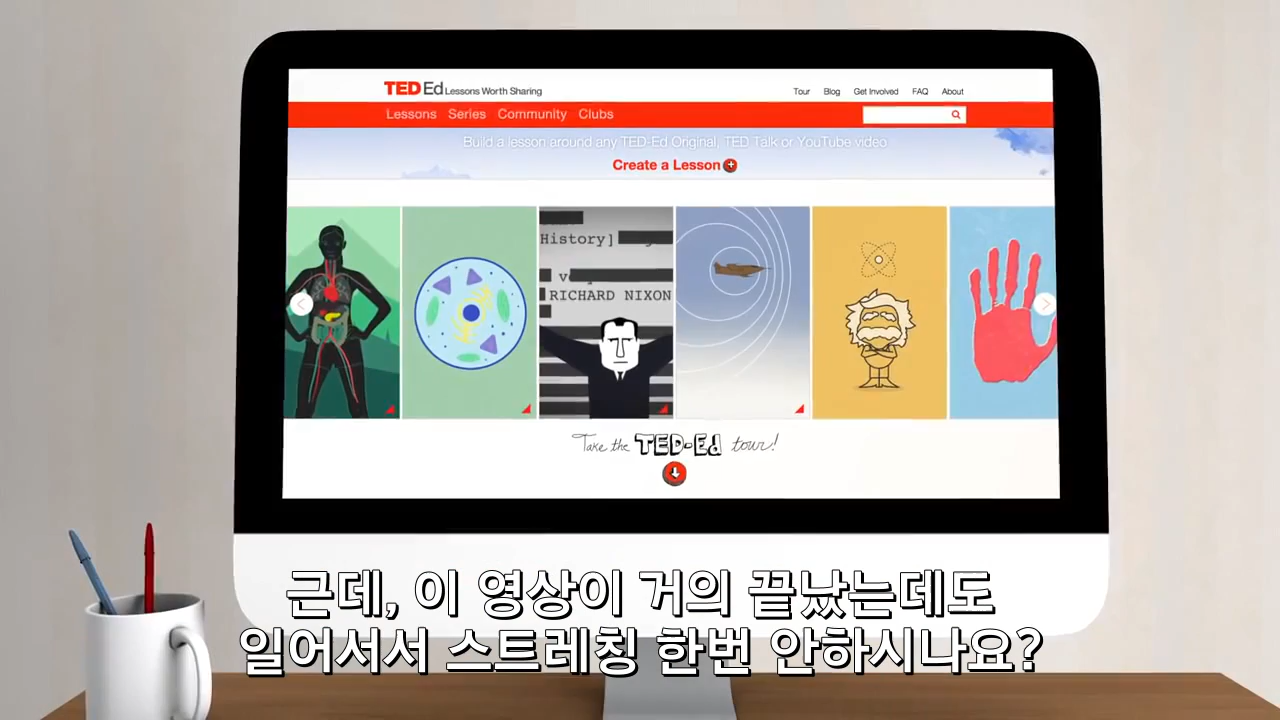 TED Ed Lessons Worth Sharing
Tour Blog Get Involved FAQ About
Lessons Series Community Clubs
Build a lesson around any TED-Ed Original, TED Talk or YouTube video
Create a Lesson
History]
RICHARD NIXON
Take the TED-Ed tour!
근데, 이 영상이 거의 끝났는데도
일어서서 스트레칭 한번 안하시나요?